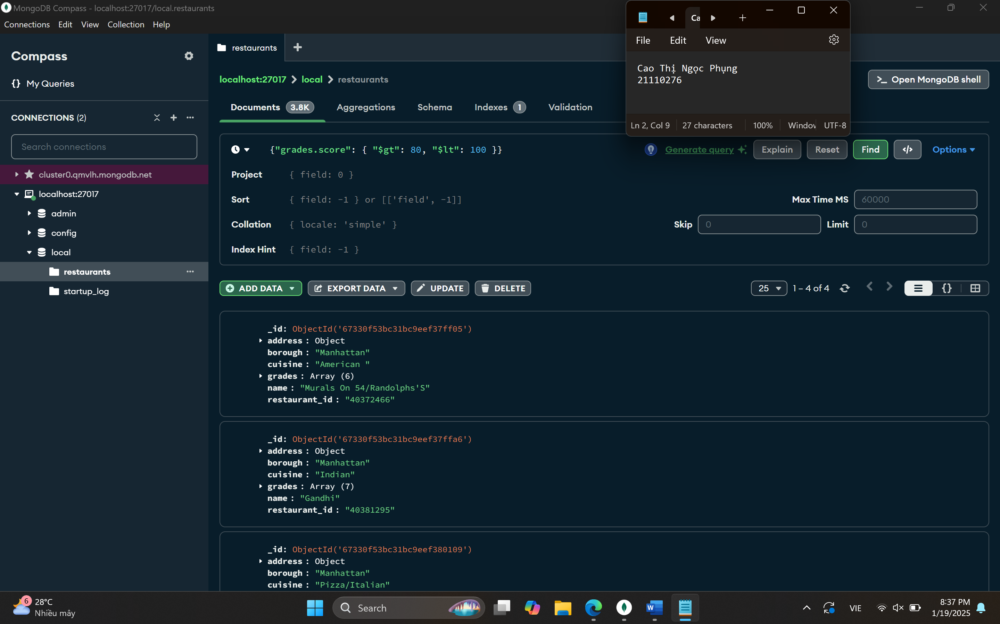 MongoDB Compass - localhost:27017/local.restaurants
Connections Edit View Collection Help
Compass
{} My Queries
CONNECTIONS (2)
Search connections
cluster0.qmvlh.mongodb.net
localhost:27017
admin
config
local
restaurants
startup_log
restaurants
localhost:27017 > local > restaurants
>_ Open MongoDB shell
Documents 3.8K Aggregations Schema Indexes 1 Validation
Ca
File Edit View
Cao Thị Ngọc Phụng
21110276
Ln 2, Col 9 27 characters 100% Window UTF-8
{"grades.score": { "$gt": 80, "$lt": 100 }}
Generate query Explain Reset Find </> Options
Project { field: 0 }
Sort { field: -1 } or [['field', -1]]
Max Time MS 60000
Collation { locale: 'simple' }
Skip 0 Limit 0
Index Hint { field: -1 }
ADD DATA EXPORT DATA UPDATE DELETE
25 1 – 4 of 4 {}
_id: ObjectId('67330f53bc31bc9eef37ff05')
address : Object
borough : "Manhattan"
cuisine : "American "
grades : Array (6)
name : "Murals On 54/Randolphs'S"
restaurant_id : "40372466"
_id: ObjectId('67330f53bc31bc9eef37ffa6')
address : Object
borough : "Manhattan"
cuisine : "Indian"
grades : Array (7)
name : "Gandhi"
restaurant_id : "40381295"
_id: ObjectId('67330f53bc31bc9eef380109')
address : Object
borough : "Manhattan"
cuisine : "Pizza/Italian"
6
28°C
Nhiều mây
Search
W
VIE
8:37 PM
1/19/2025